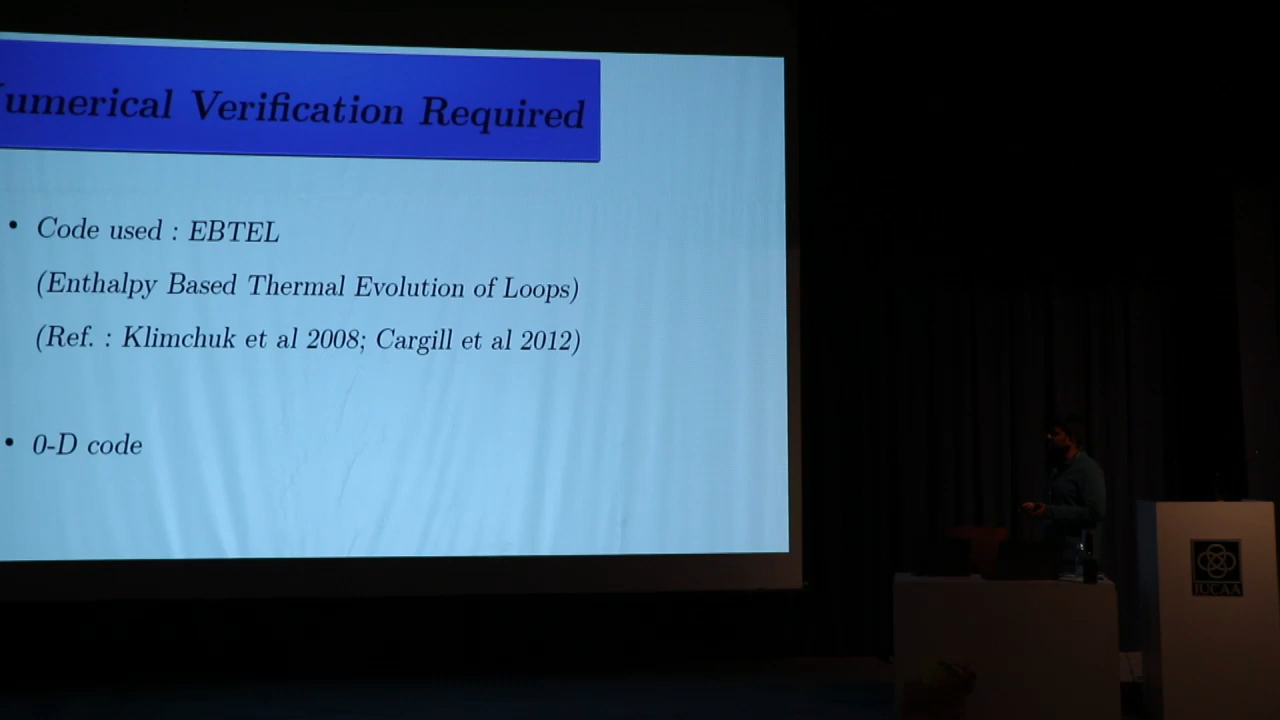 umerical Verification Required
• Code used : EBTEL
(Enthalpy Based Thermal Evolution of Loops)
(Ref. : Klimchuk et al 2008; Cargill et al 2012)
• 0-D code
IUCAA